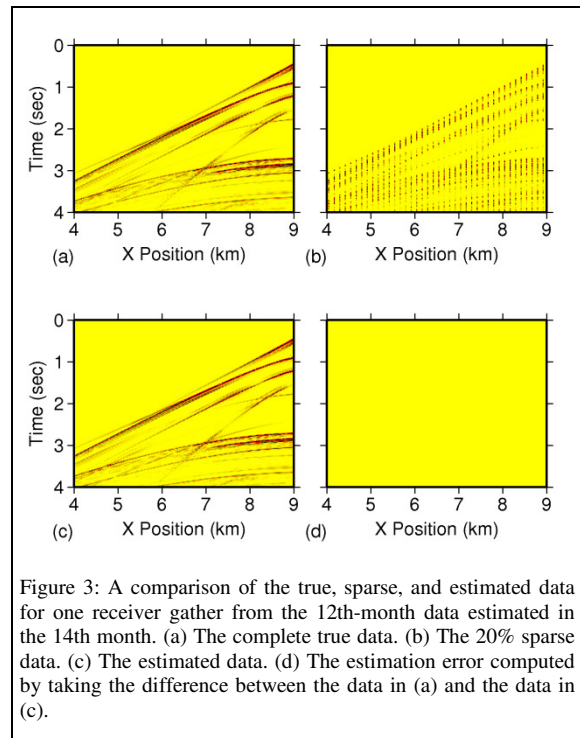 0
1
2
3
4
Time (sec)
4 5 6 7 8 9
(a) X Position (km)
4 5 6 7 8 9
(b) X Position (km)
0
1
2
3
4
Time (sec)
4 5 6 7 8 9
(c) X Position (km)
4 5 6 7 8 9
(d) X Position (km)
Figure 3: A comparison of the true, sparse, and estimated data
for one receiver gather from the 12th-month data estimated in
the 14th month. (a) The complete true data. (b) The 20% sparse
data. (c) The estimated data. (d) The estimation error computed
by taking the difference between the data in (a) and the data in
(c).